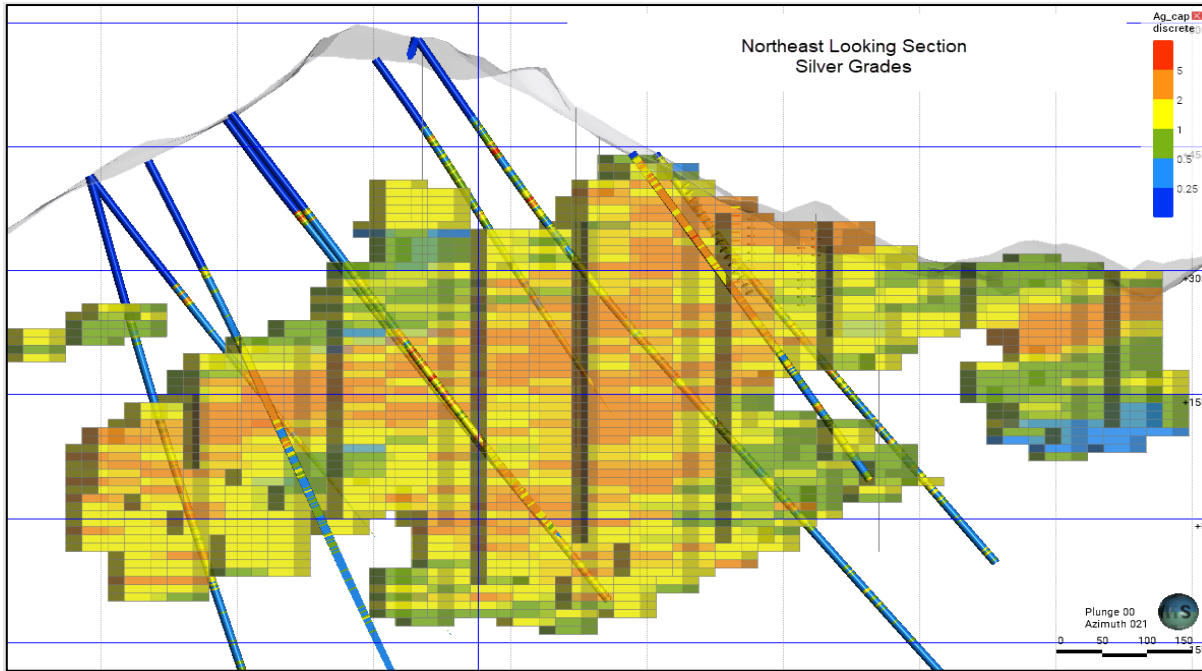 Northeast Looking Section
Silver Grades
Ag_cap
discrete
5
2
1
0.5
0.25
+30
+15
Plunge 00
Azimuth 021
0 50 100 150